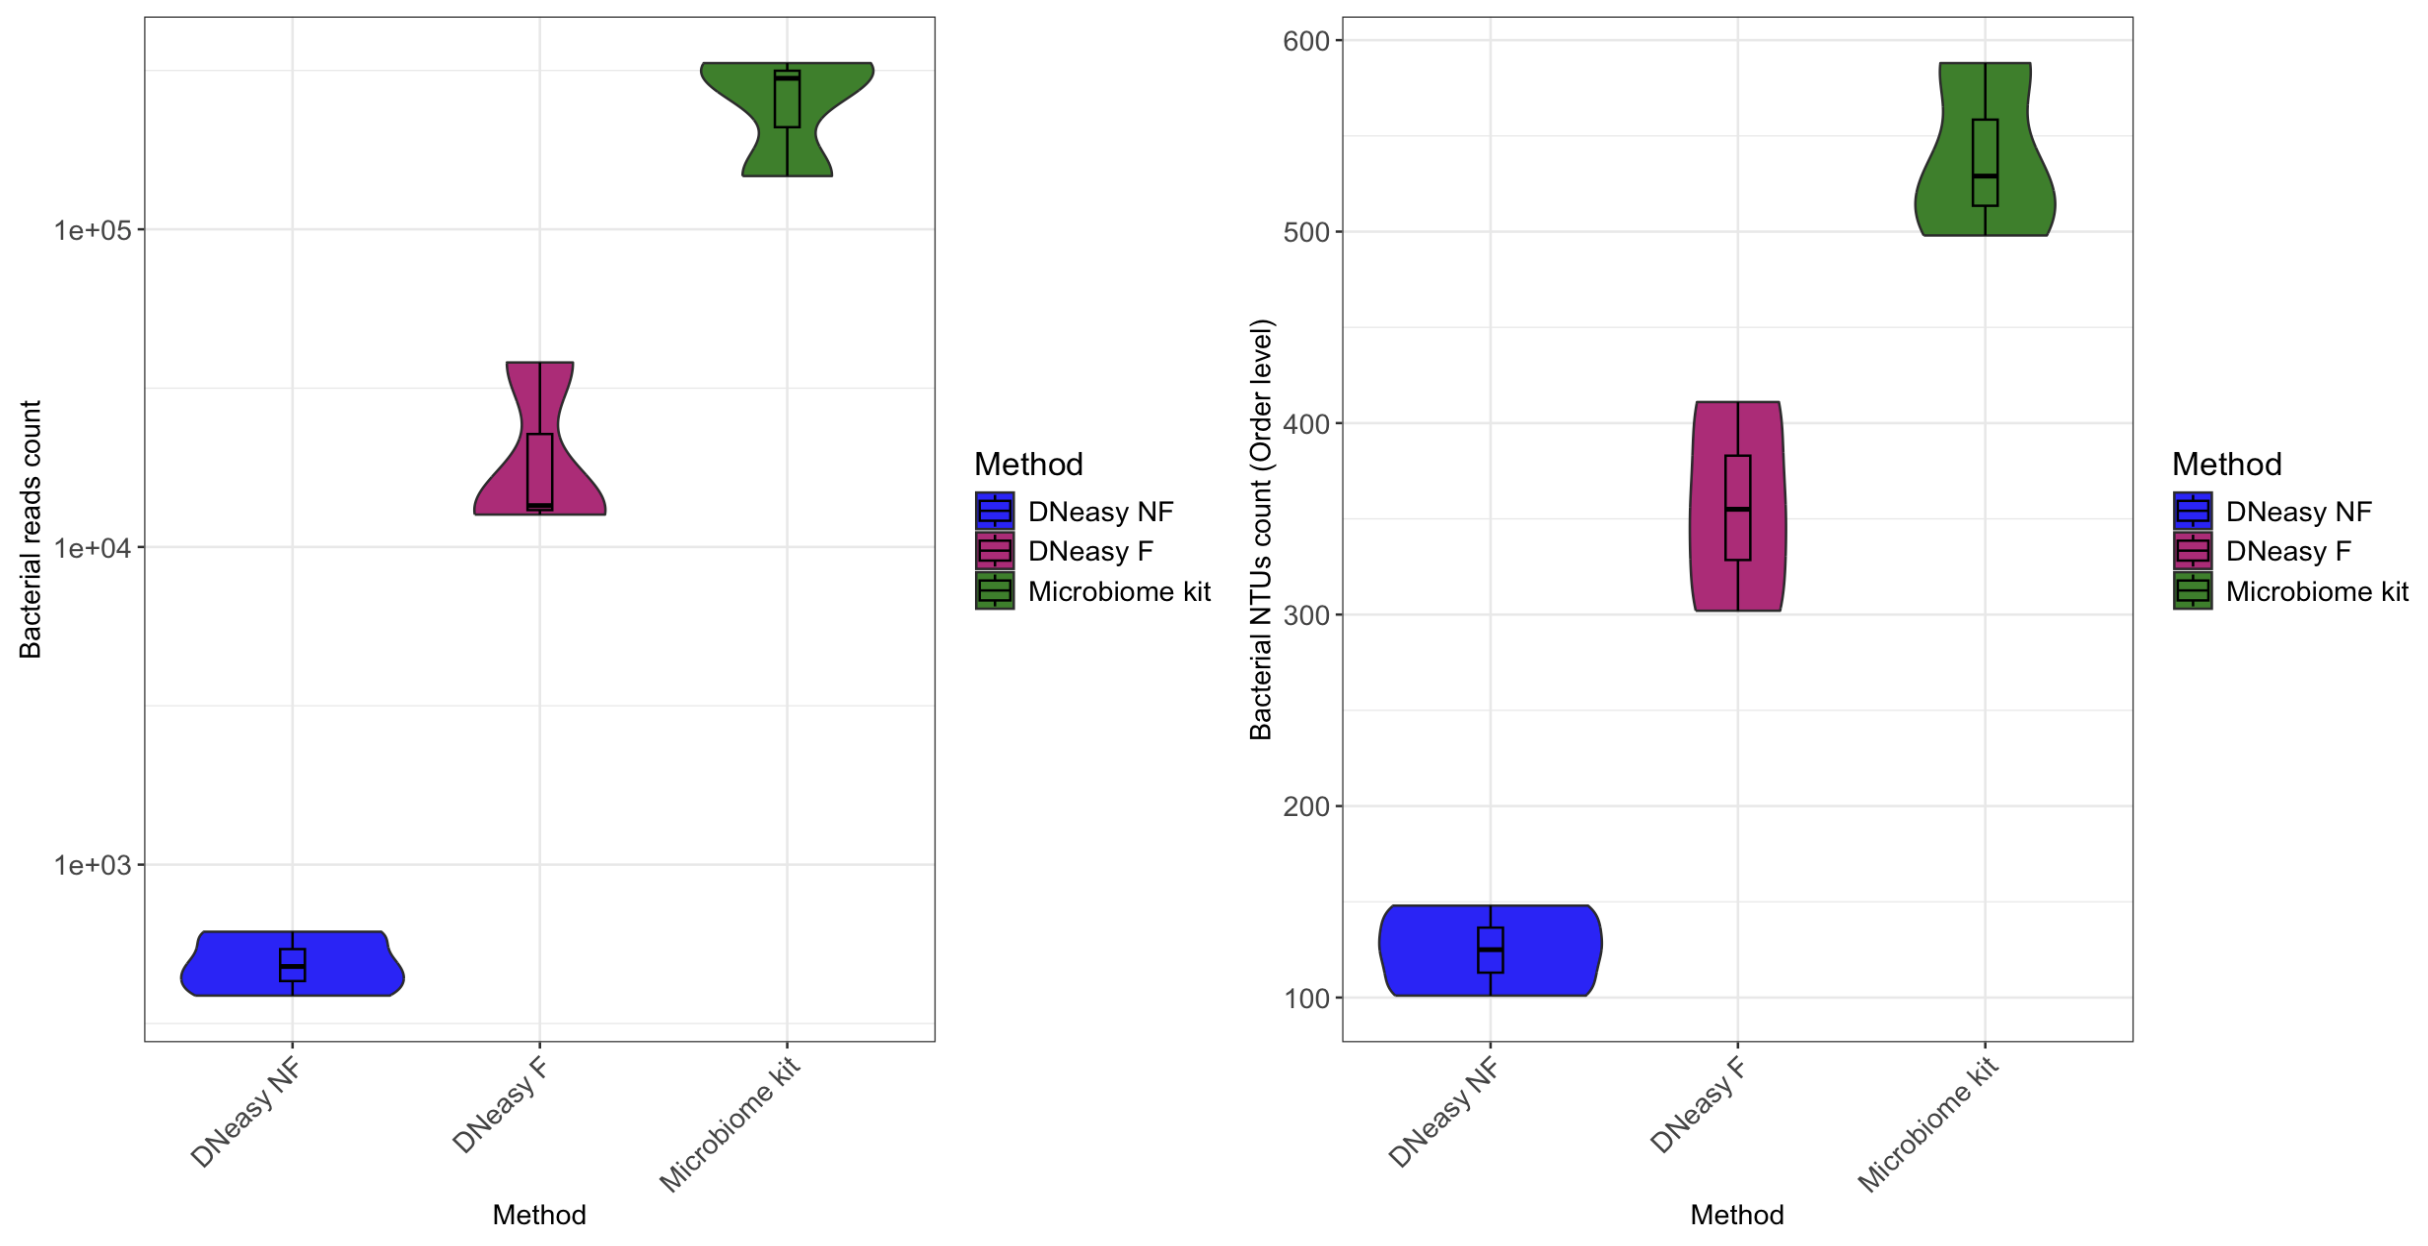 Bacterial reads count
1e+05
1e+04
1e+03
DNeasy NF
DNeasy F
Microbiome kit
Method
Method
DNeasy NF
DNeasy F
Microbiome kit
Bacterial NTUs count (Order level)
600
500
400
300
200
100
DNeasy NF
DNeasy F
Microbiome kit
Method
Method
DNeasy NF
DNeasy F
Microbiome kit